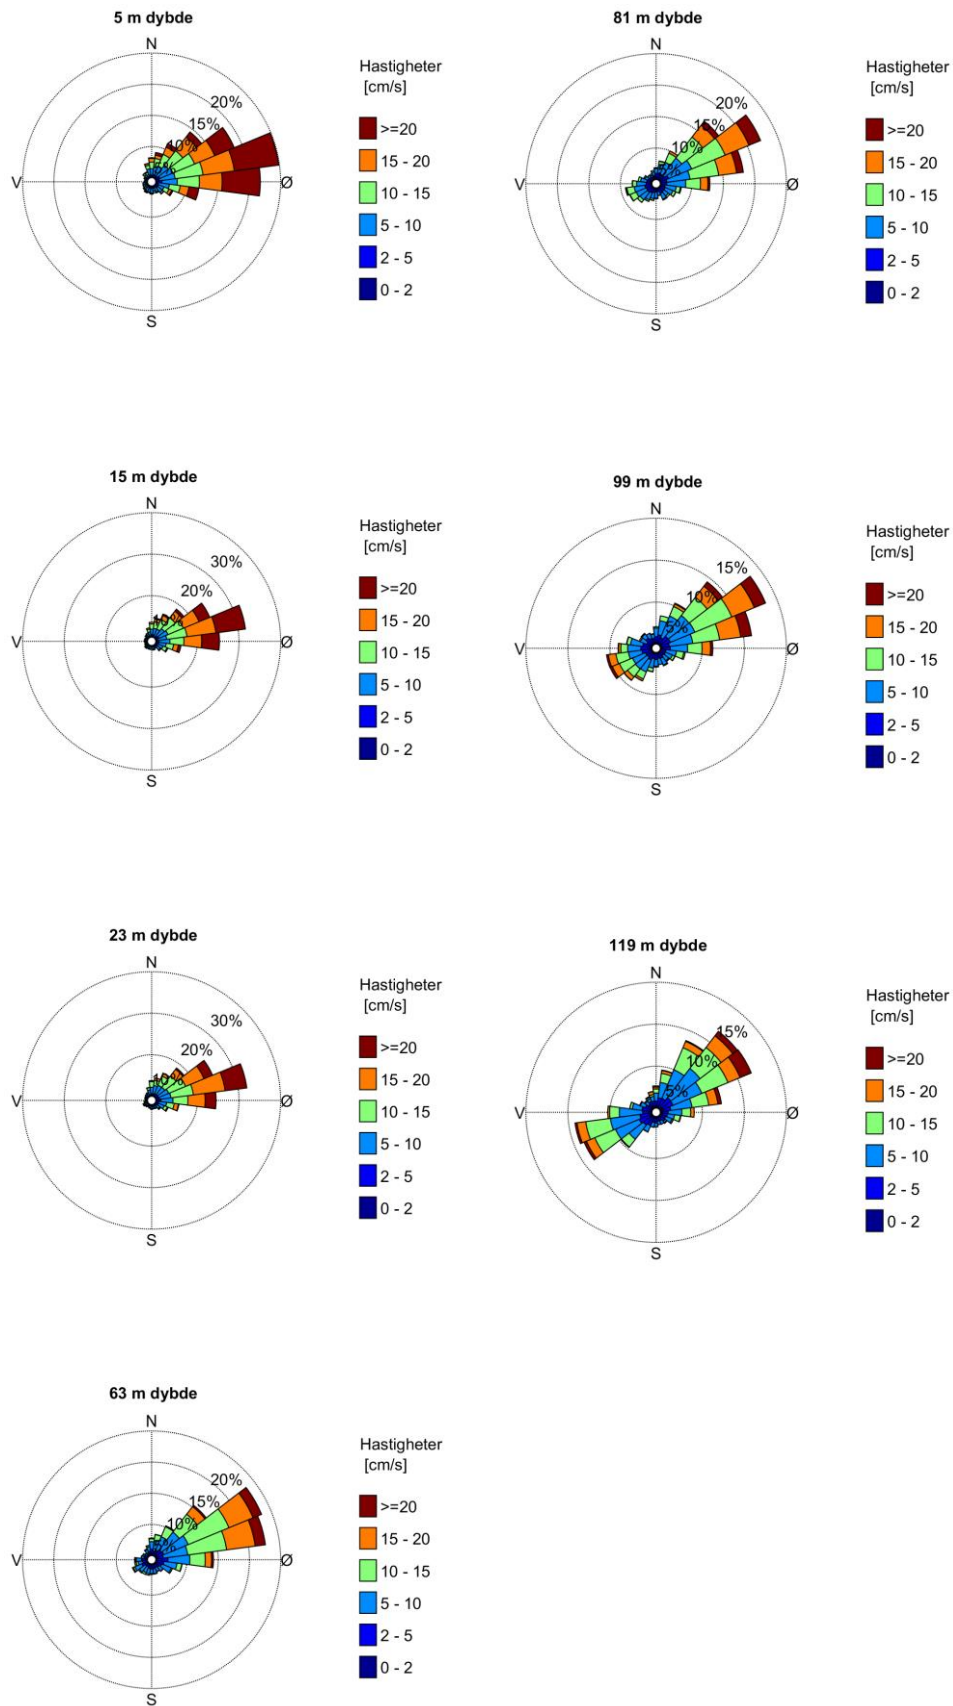 5 m dybde
N
20%
15%
10%
5%
V
Ø
S
Hastigheter
[cm/s]
>=20
15 - 20
10 - 15
5 - 10
2 - 5
0 - 2
81 m dybde
N
20%
15%
10%
V
Ø
S
Hastigheter
[cm/s]
>=20
15 - 20
10 - 15
5 - 10
2 - 5
0 - 2
15 m dybde
N
30%
20%
V
Ø
S
Hastigheter
[cm/s]
>=20
15 - 20
10 - 15
5 - 10
2 - 5
0 - 2
99 m dybde
N
15%
10%
5%
V
Ø
S
Hastigheter
[cm/s]
>=20
15 - 20
10 - 15
5 - 10
2 - 5
0 - 2
23 m dybde
N
30%
20%
10%
V
Ø
S
Hastigheter
[cm/s]
>=20
15 - 20
10 - 15
5 - 10
2 - 5
0 - 2
119 m dybde
N
15%
10%
5%
V
Ø
S
Hastigheter
[cm/s]
>=20
15 - 20
10 - 15
5 - 10
2 - 5
0 - 2
63 m dybde
N
20%
15%
10%
V
Ø
S
Hastigheter
[cm/s]
>=20
15 - 20
10 - 15
5 - 10
2 - 5
0 - 2